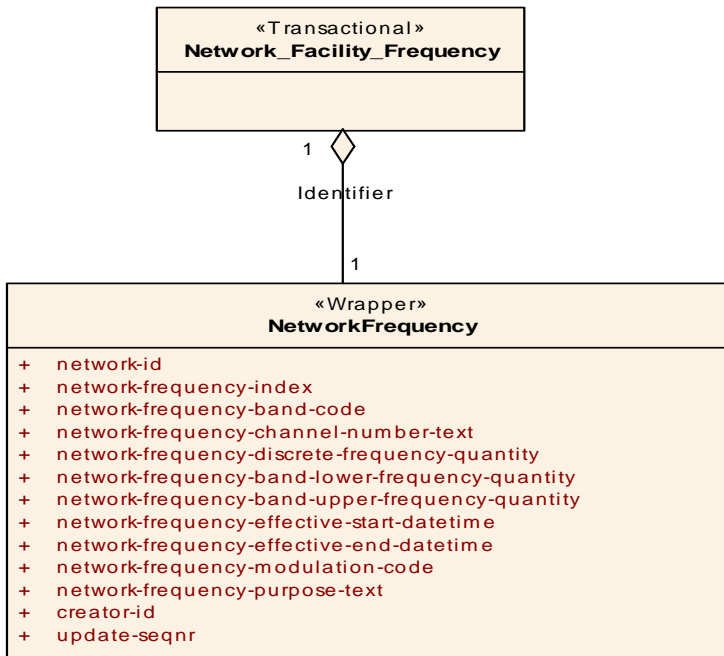 «Transactional»
Network_Facility_Frequency
1
Identifier
1
«Wrapper»
NetworkFrequency
+ network-id
+ network-frequency-index
+ network-frequency-band-code
+ network-frequency-channel-number-text
+ network-frequency-discrete-frequency-quantity
+ network-frequency-band-lower-frequency-quantity
+ network-frequency-band-upper-frequency-quantity
+ network-frequency-effective-start-datetime
+ network-frequency-effective-end-datetime
+ network-frequency-modulation-code
+ network-frequency-purpose-text
+ creator-id
+ update-seqnr